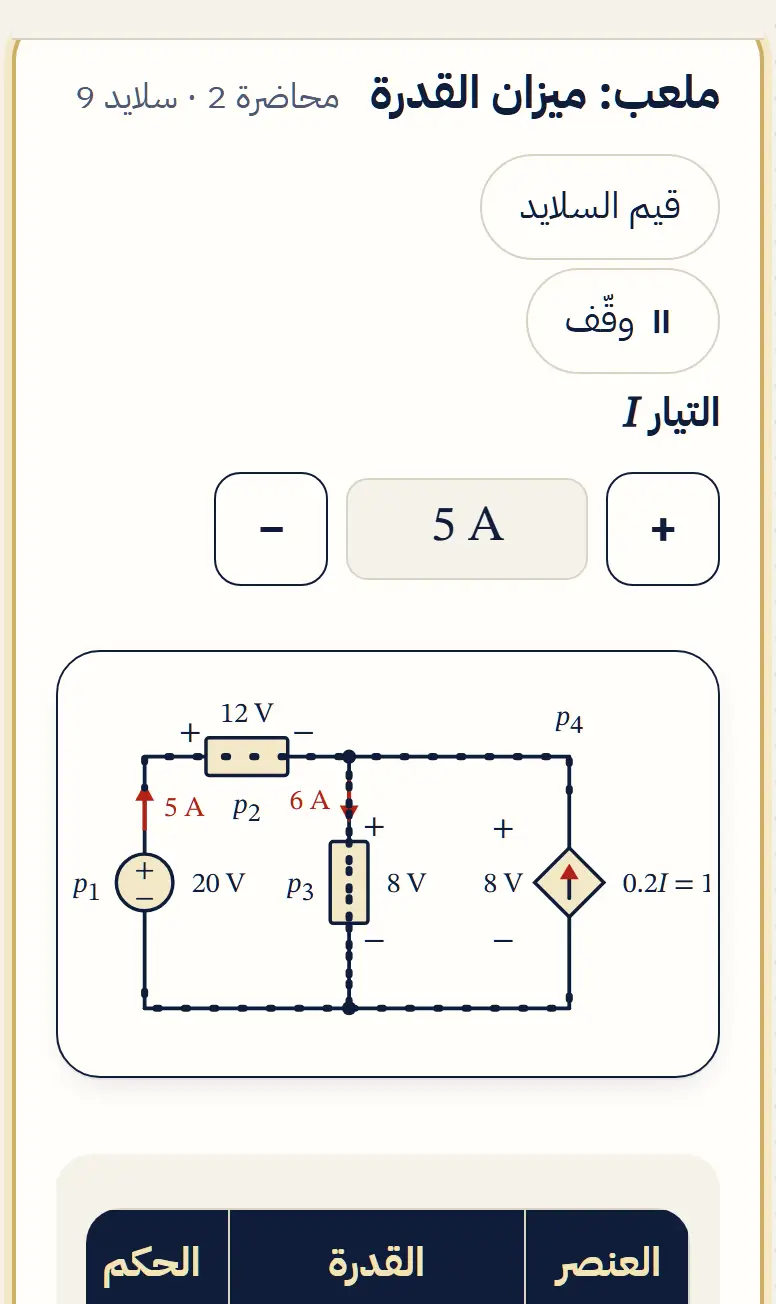 ملعب: ميزان القدرة محاضرة 2 · سلايد 9
قيم السلايد
وقّف
التيار I
+ 5 A −
12 V
p4
+ −
5 A p2 6 A
+ +
p1 + − 20 V p3 8 V 8 V 0.2I = 1
− −
العنصر القدرة الحكم